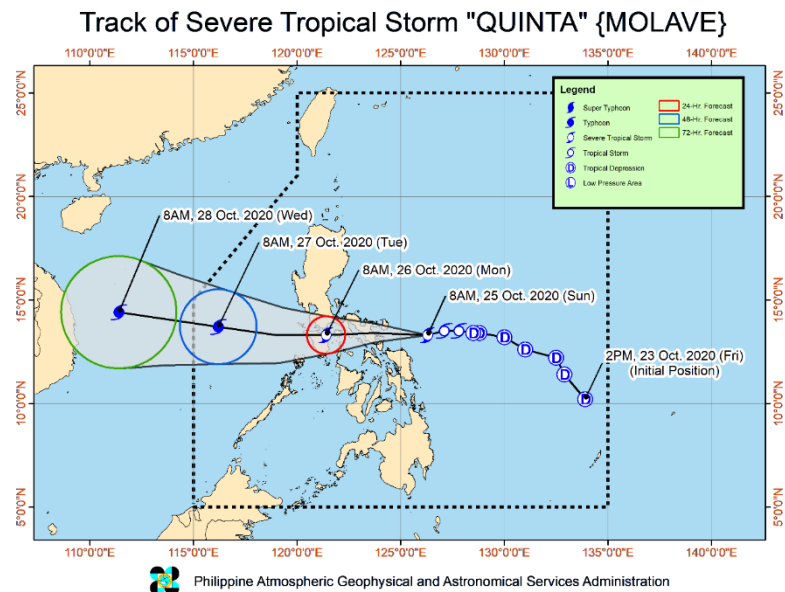 Track of Severe Tropical Storm "QUINTA" {MOLAVE}
110°0'0"E 115°0'0"E 120°0'0"E 125°0'0"E 130°0'0"E 135°0'0"E 140°0'0"E
25°0'0"N
20°0'0"N
15°0'0"N
10°0'0"N
5°0'0"N
Legend
Super Typhoon
Typhoon
Severe Tropical Storm
Tropical Storm
D Tropical Depression
L Low Pressure Area
24-Hr. Forecast
48-Hr. Forecast
72-Hr. Forecast
8AM, 28 Oct. 2020 (Wed)
8AM, 27 Oct. 2020 (Tue)
8AM, 26 Oct. 2020 (Mon)
8AM, 25 Oct. 2020 (Sun)
2PM, 23 Oct. 2020 (Fri)
(Initial Position)
D D D D D D D
25°0'0"N
20°0'0"N
15°0'0"N
10°0'0"N
5°0'0"N
110°0'0"E 115°0'0"E 120°0'0"E 125°0'0"E 130°0'0"E 135°0'0"E 140°0'0"E
Philippine Atmospheric Geophysical and Astronomical Services Administration